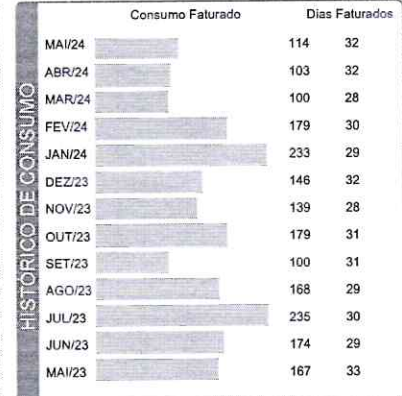 Consumo Faturado Dias Faturados
HISTÓRICO DE CONSUMO
MAI/24 114 32
ABR/24 103 32
MAR/24 100 28
FEV/24 179 30
JAN/24 233 29
DEZ/23 146 32
NOV/23 139 28
OUT/23 179 31
SET/23 100 31
AGO/23 168 29
JUL/23 235 30
JUN/23 174 29
MAI/23 167 33